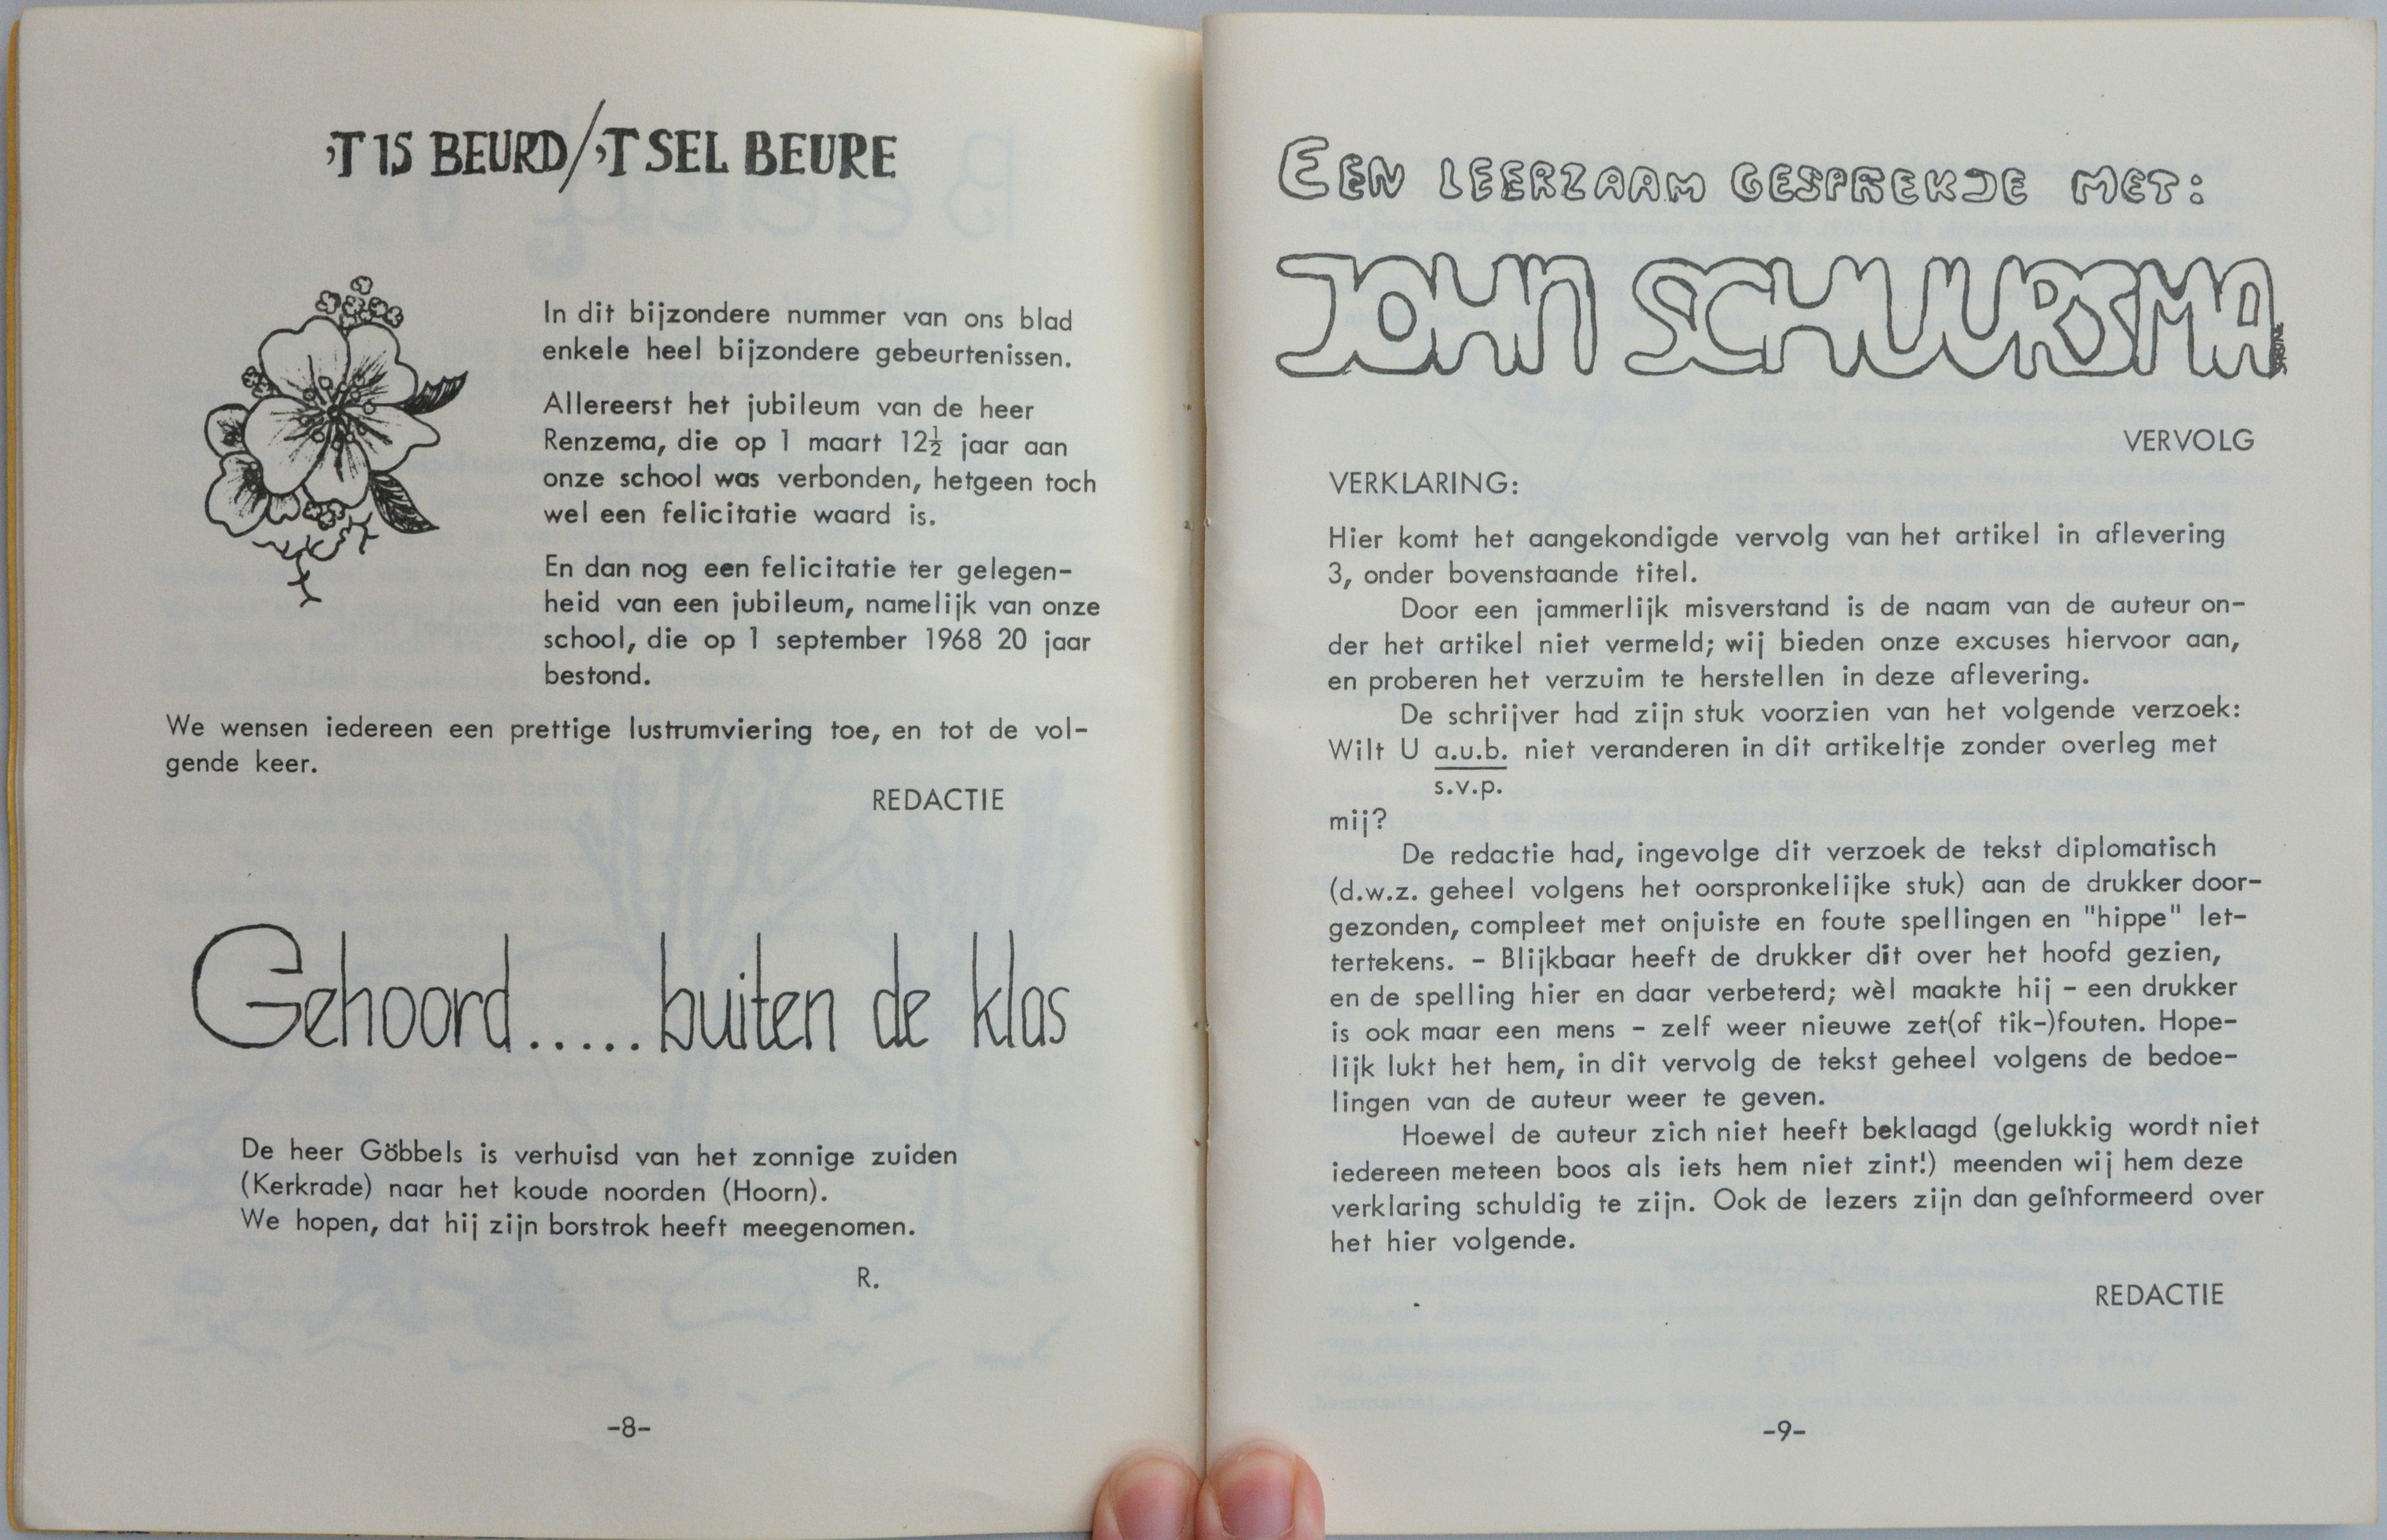 'T IS BEURD/'T SEL BEURE
In dit bijzondere nummer van ons blad
enkele heel bijzondere gebeurtenissen.
Allereerst het jubileum van de heer
Renzema, die op 1 maart 12½ jaar aan
onze school was verbonden, hetgeen toch
wel een felicitatie waard is.
En dan nog een felicitatie ter gelegen-
heid van een jubileum, namelijk van onze
school, die op 1 september 1968 20 jaar
bestond.
We wensen iedereen een prettige lustrumviering toe, en tot de vol-
gende keer.
REDACTIE
Gehoord.....buiten de klas
De heer Göbbels is verhuisd van het zonnige zuiden
(Kerkrade) naar het koude noorden (Hoorn).
We hopen, dat hij zijn borstrok heeft meegenomen.
R.
-8-
EEN LEERZAAM GESPREKJE MET:
JOHN SCHUURSMA
VERVOLG
VERKLARING:
Hier komt het aangekondigde vervolg van het artikel in aflevering
3, onder bovenstaande titel.
Door een jammerlijk misverstand is de naam van de auteur on-
der het artikel niet vermeld; wij bieden onze excuses hiervoor aan,
en proberen het verzuim te herstellen in deze aflevering.
De schrijver had zijn stuk voorzien van het volgende verzoek:
Wilt U a.u.b. niet veranderen in dit artikeltje zonder overleg met
s.v.p.
mij?
De redactie had, ingevolge dit verzoek de tekst diplomatisch
(d.w.z. geheel volgens het oorspronkelijke stuk) aan de drukker door-
gezonden, compleet met onjuiste en foute spellingen en "hippe" let-
tertekens. - Blijkbaar heeft de drukker dit over het hoofd gezien,
en de spelling hier en daar verbeterd; wèl maakte hij - een drukker
is ook maar een mens - zelf weer nieuwe zet(of tik-)fouten. Hope-
lijk lukt het hem, in dit vervolg de tekst geheel volgens de bedoe-
lingen van de auteur weer te geven.
Hoewel de auteur zich niet heeft beklaagd (gelukkig wordt niet
iedereen meteen boos als iets hem niet zint!) meenden wij hem deze
verklaring schuldig te zijn. Ook de lezers zijn dan geïnformeerd over
het hier volgende.
REDACTIE
-9-